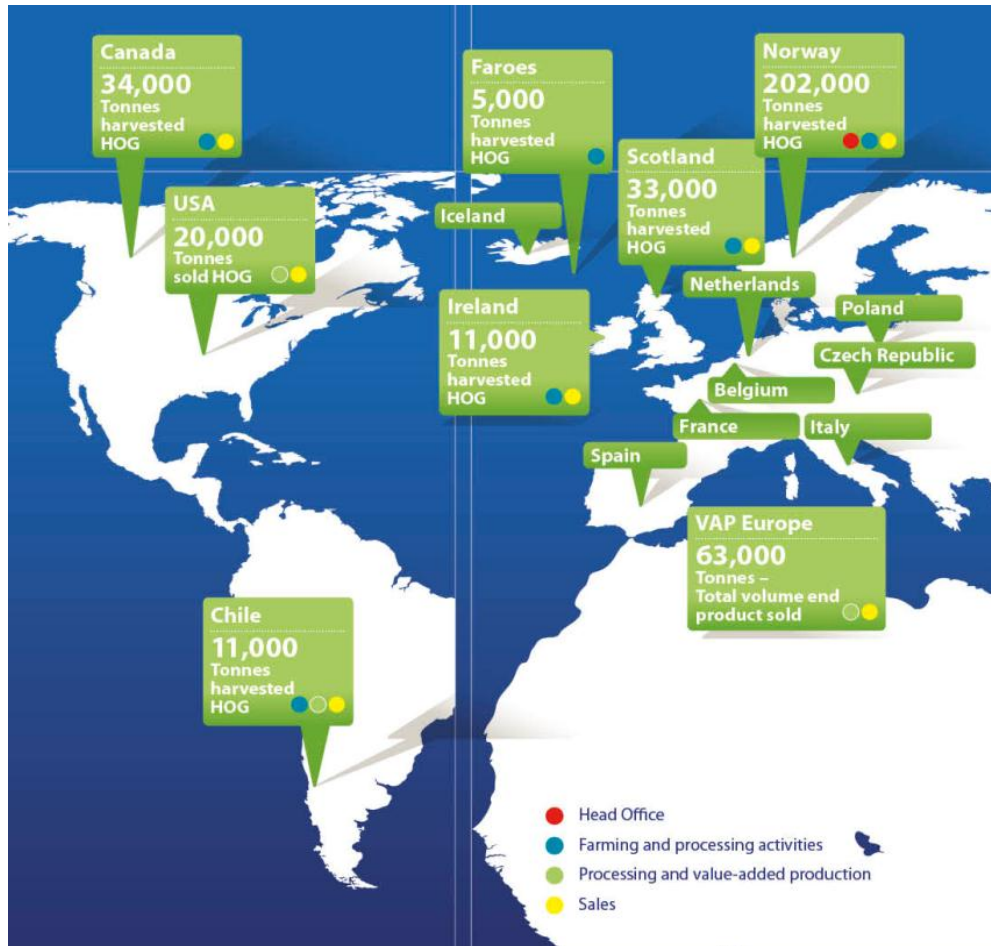 Canada
34,000
Tonnes
harvested
HOG
USA
20,000
Tonnes
sold HOG
Faroes
5,000
Tonnes
harvested
HOG
Norway
202,000
Tonnes
harvested
HOG
Scotland
33,000
Tonnes
harvested
HOG
Iceland
Ireland
11,000
Tonnes
harvested
HOG
Netherlands
Poland
Czech Republic
Belgium
France
Italy
Spain
VAP Europe
63,000
Tonnes –
Total volume end
product sold
Chile
11,000
Tonnes
harvested
HOG
Head Office
Farming and processing activities
Processing and value-added production
Sales